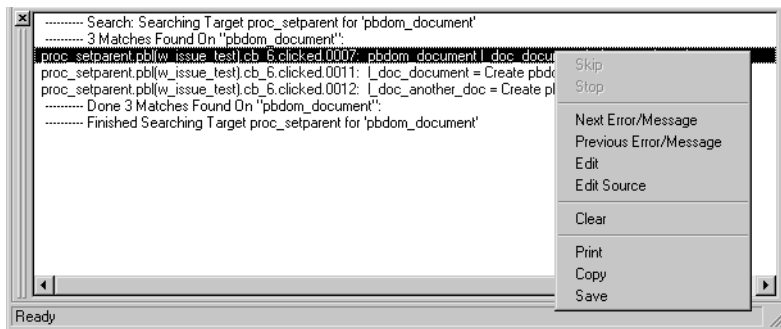 ---------- Search: Searching Target proc_setparent for 'pbdom_document'
---------- 3 Matches Found On "pbdom_document":
proc_setparent.pbl(w_issue_test).cb_6.clicked.0007: pbdom_document l_doc_docu
proc_setparent.pbl(w_issue_test).cb_6.clicked.0011: l_doc_document = Create pbdo
proc_setparent.pbl(w_issue_test).cb_6.clicked.0012: l_doc_another_doc = Create pl
---------- Done 3 Matches Found On "pbdom_document":
---------- Finished Searching Target proc_setparent for 'pbdom_document'
Skip
Stop
Next Error/Message
Previous Error/Message
Edit
Edit Source
Clear
Print
Copy
Save
Ready